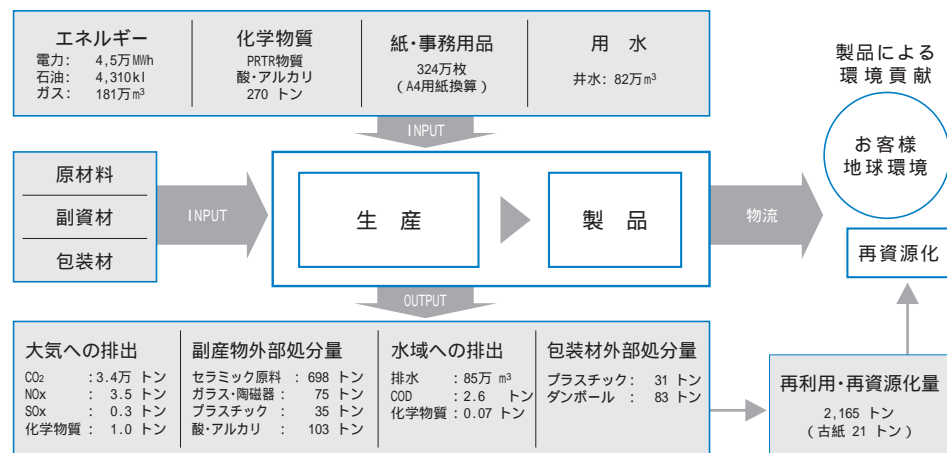 エネルギー
電力: 4,5万MWh
石油: 4,310kl
ガス: 181万m³
化学物質
PRTR物質
酸・アルカリ
270 トン
紙・事務用品
324万枚
(A4用紙換算)
用 水
井水: 82万m³
製品による
環境貢献
お客様
地球環境
INPUT
原材料
副資材
包装材
INPUT
生 産
製 品
物流
再資源化
OUTPUT
大気への排出
CO₂ :3.4万 トン
NOx : 3.5 トン
SOx : 0.3 トン
化学物質: 1.0 トン
副産物外部処分量
セラミック原料 : 698 トン
ガラス・陶磁器: 75 トン
プラスチック : 35 トン
酸・アルカリ : 103 トン
水域への排出
排水 :85万 m³
COD :2.6 トン
化学物質:0.07 トン
包装材外部処分量
プラスチック: 31 トン
ダンボール : 83 トン
再利用・再資源化量
2,165 トン
(古紙 21 トン)